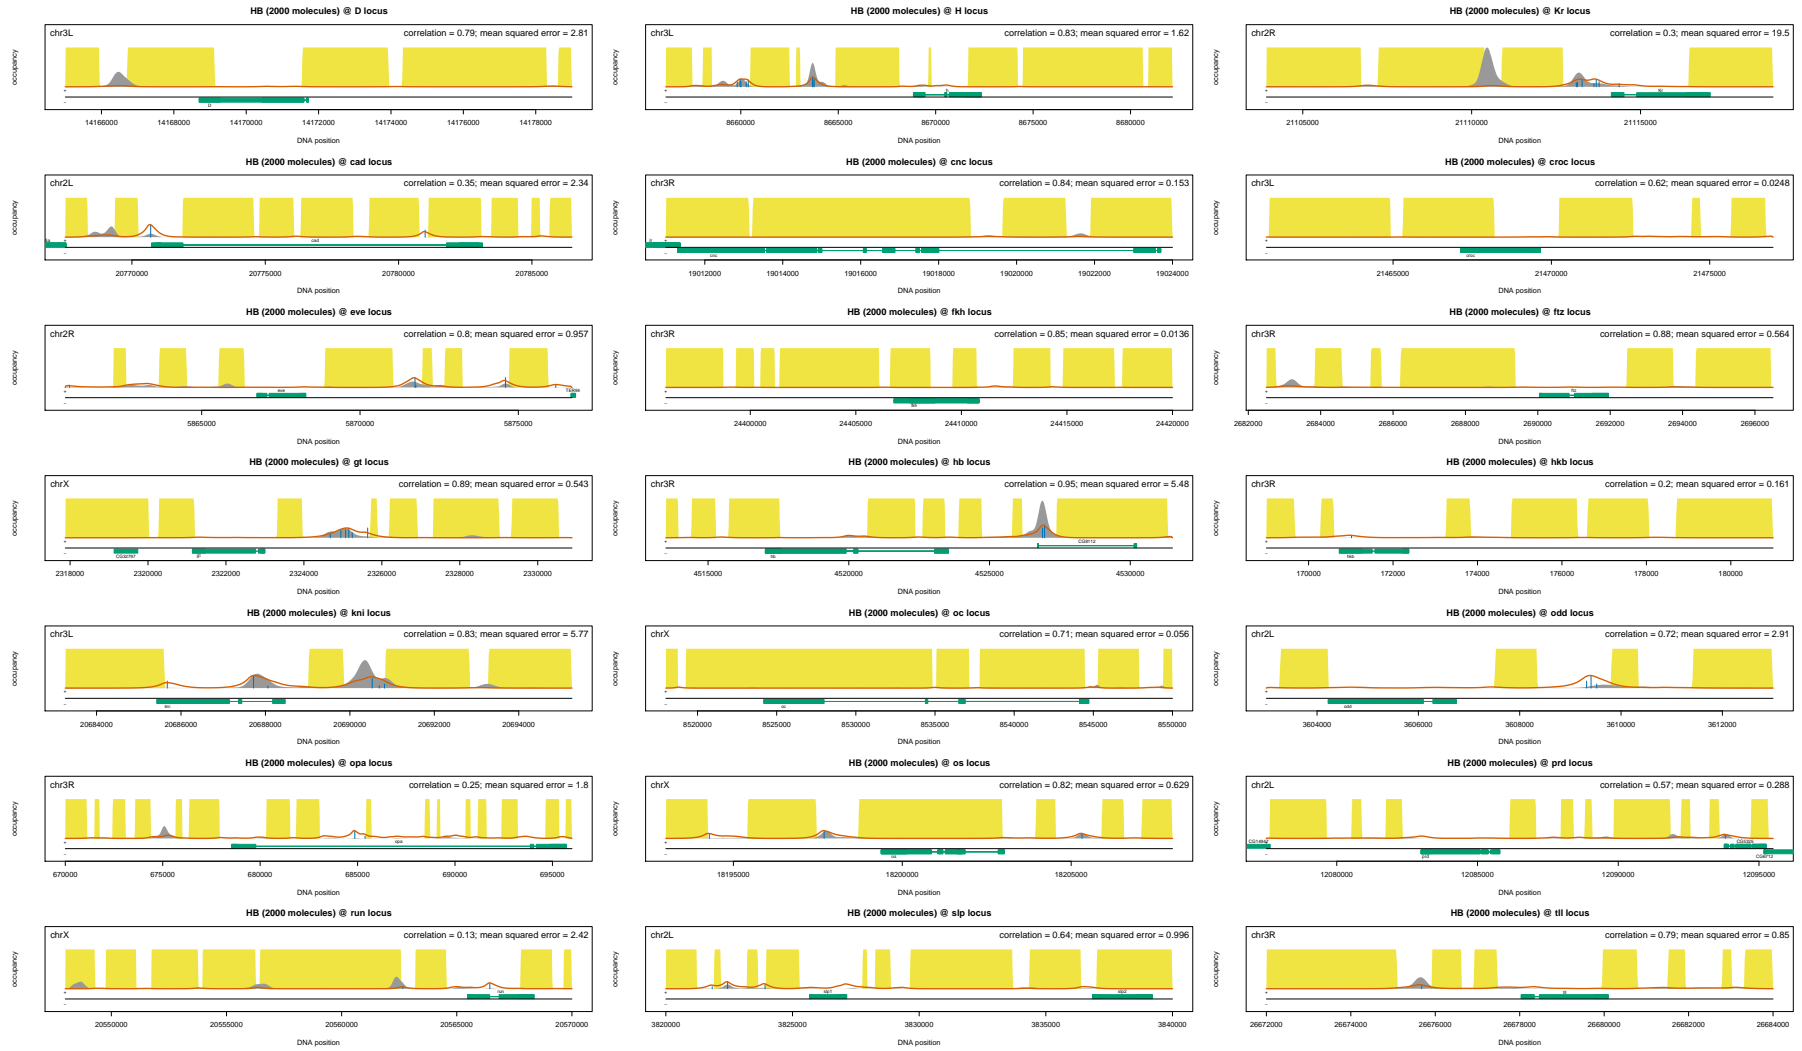 HB (2000 molecules) @ D locus
chr3L
correlation = 0.79; mean squared error = 2.81
occupancy
14166000 14168000 14170000 14172000 14174000 14176000 14178000
DNA position
HB (2000 molecules) @ H locus
chr3L
correlation = 0.83; mean squared error = 1.62
occupancy
8660000 8665000 8670000 8675000 8680000
DNA position
HB (2000 molecules) @ Kr locus
chr2R
correlation = 0.3; mean squared error = 19.5
occupancy
21105000 21110000 21115000
DNA position
HB (2000 molecules) @ cad locus
chr2L
correlation = 0.35; mean squared error = 2.34
occupancy
cad
20770000 20775000 20780000 20785000
DNA position
HB (2000 molecules) @ cnc locus
chr3R
correlation = 0.84; mean squared error = 0.153
occupancy
cnc
19012000 19014000 19016000 19018000 19020000 19022000 19024000
DNA position
HB (2000 molecules) @ croc locus
chr3L
correlation = 0.62; mean squared error = 0.0248
occupancy
croc
21465000 21470000 21475000
DNA position
HB (2000 molecules) @ eve locus
chr2R
correlation = 0.8; mean squared error = 0.957
occupancy
eve
5865000 5870000 5875000
DNA position
HB (2000 molecules) @ fkh locus
chr3R
correlation = 0.85; mean squared error = 0.0136
occupancy
fkh
24400000 24405000 24410000 24415000 24420000
DNA position
HB (2000 molecules) @ ftz locus
chr3R
correlation = 0.88; mean squared error = 0.564
occupancy
ftz
2682000 2684000 2686000 2688000 2690000 2692000 2694000 2696000
DNA position
HB (2000 molecules) @ gt locus
chrX
correlation = 0.89; mean squared error = 0.543
occupancy
CG32797
2318000 2320000 2322000 2324000 2326000 2328000 2330000
DNA position
HB (2000 molecules) @ hb locus
chr3R
correlation = 0.95; mean squared error = 5.48
occupancy
hb
CG8112
4515000 4520000 4525000 4530000
DNA position
HB (2000 molecules) @ hkb locus
chr3R
correlation = 0.2; mean squared error = 0.161
occupancy
hkb
170000 172000 174000 176000 178000 180000
DNA position
HB (2000 molecules) @ kni locus
chr3L
correlation = 0.83; mean squared error = 5.77
occupancy
kni
20684000 20686000 20688000 20690000 20692000 20694000
DNA position
HB (2000 molecules) @ oc locus
chrX
correlation = 0.71; mean squared error = 0.056
occupancy
oc
8520000 8525000 8530000 8535000 8540000 8545000 8550000
DNA position
HB (2000 molecules) @ odd locus
chr2L
correlation = 0.72; mean squared error = 2.91
occupancy
odd
3604000 3606000 3608000 3610000 3612000
DNA position
HB (2000 molecules) @ opa locus
chr3R
correlation = 0.25; mean squared error = 1.8
occupancy
opa
670000 675000 680000 685000 690000 695000
DNA position
HB (2000 molecules) @ os locus
chrX
correlation = 0.82; mean squared error = 0.629
occupancy
os
18195000 18200000 18205000
DNA position
HB (2000 molecules) @ prd locus
chr2L
correlation = 0.57; mean squared error = 0.288
occupancy
prd
12080000 12085000 12090000 12095000
DNA position
HB (2000 molecules) @ run locus
chrX
correlation = 0.13; mean squared error = 2.42
occupancy
run
20550000 20555000 20560000 20565000 20570000
DNA position
HB (2000 molecules) @ slp locus
chr2L
correlation = 0.64; mean squared error = 0.996
occupancy
slp1
slp2
3820000 3825000 3830000 3835000 3840000
DNA position
HB (2000 molecules) @ tll locus
chr3R
correlation = 0.79; mean squared error = 0.85
occupancy
tll
26672000 26674000 26676000 26678000 26680000 26682000 26684000
DNA position